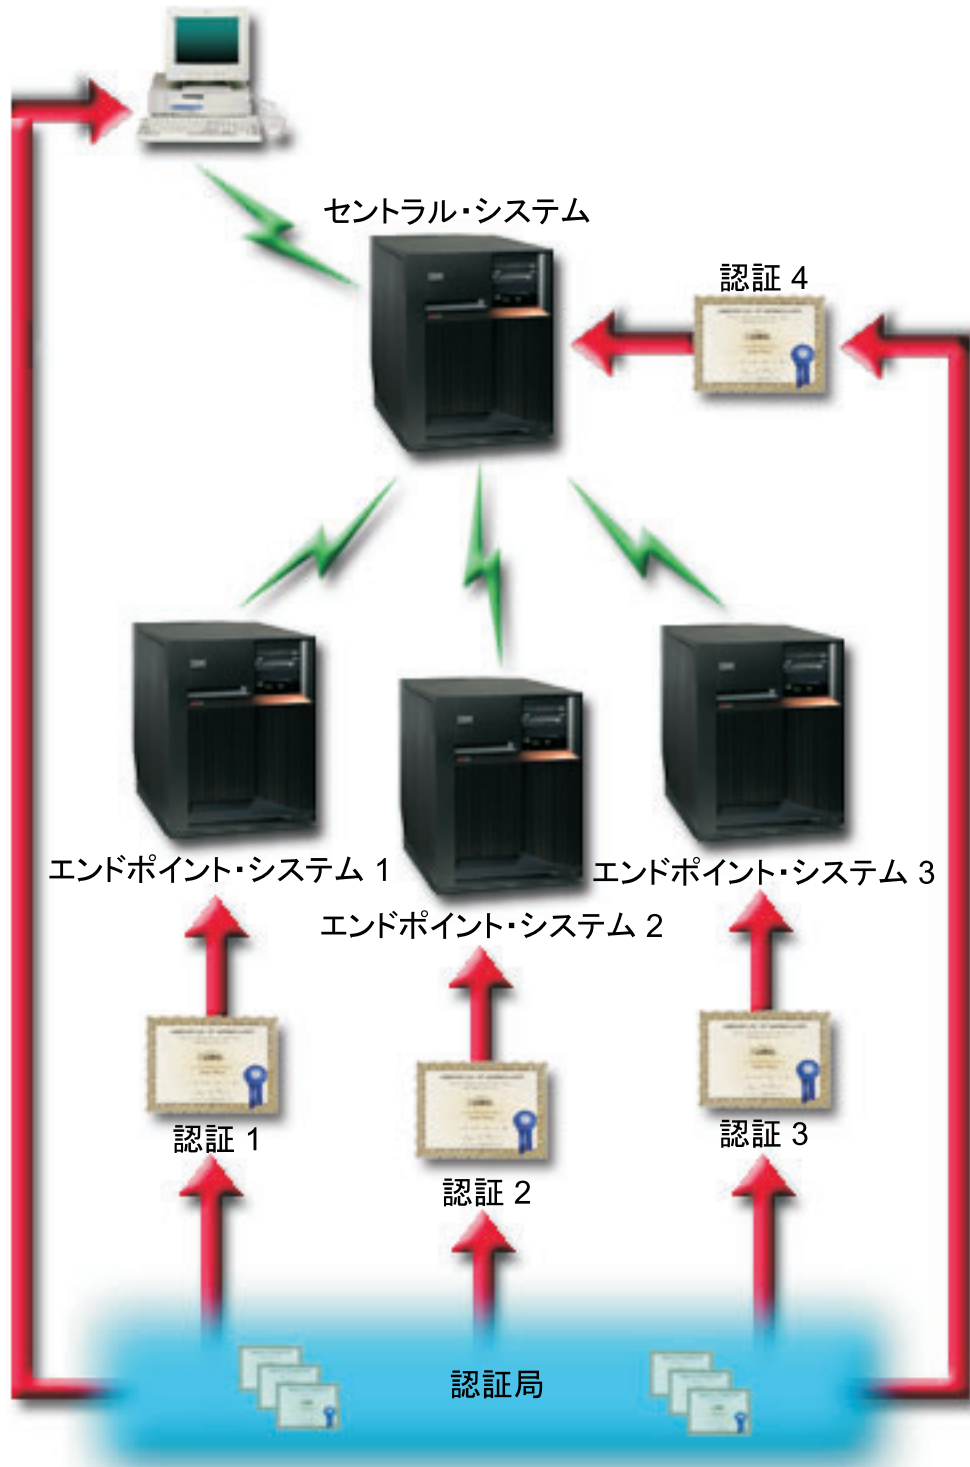 セントラル・システム
認証 4
エンドポイント・システム 1
エンドポイント・システム 2
エンドポイント・システム 3
認証 1
認証 2
認証 3
認証局